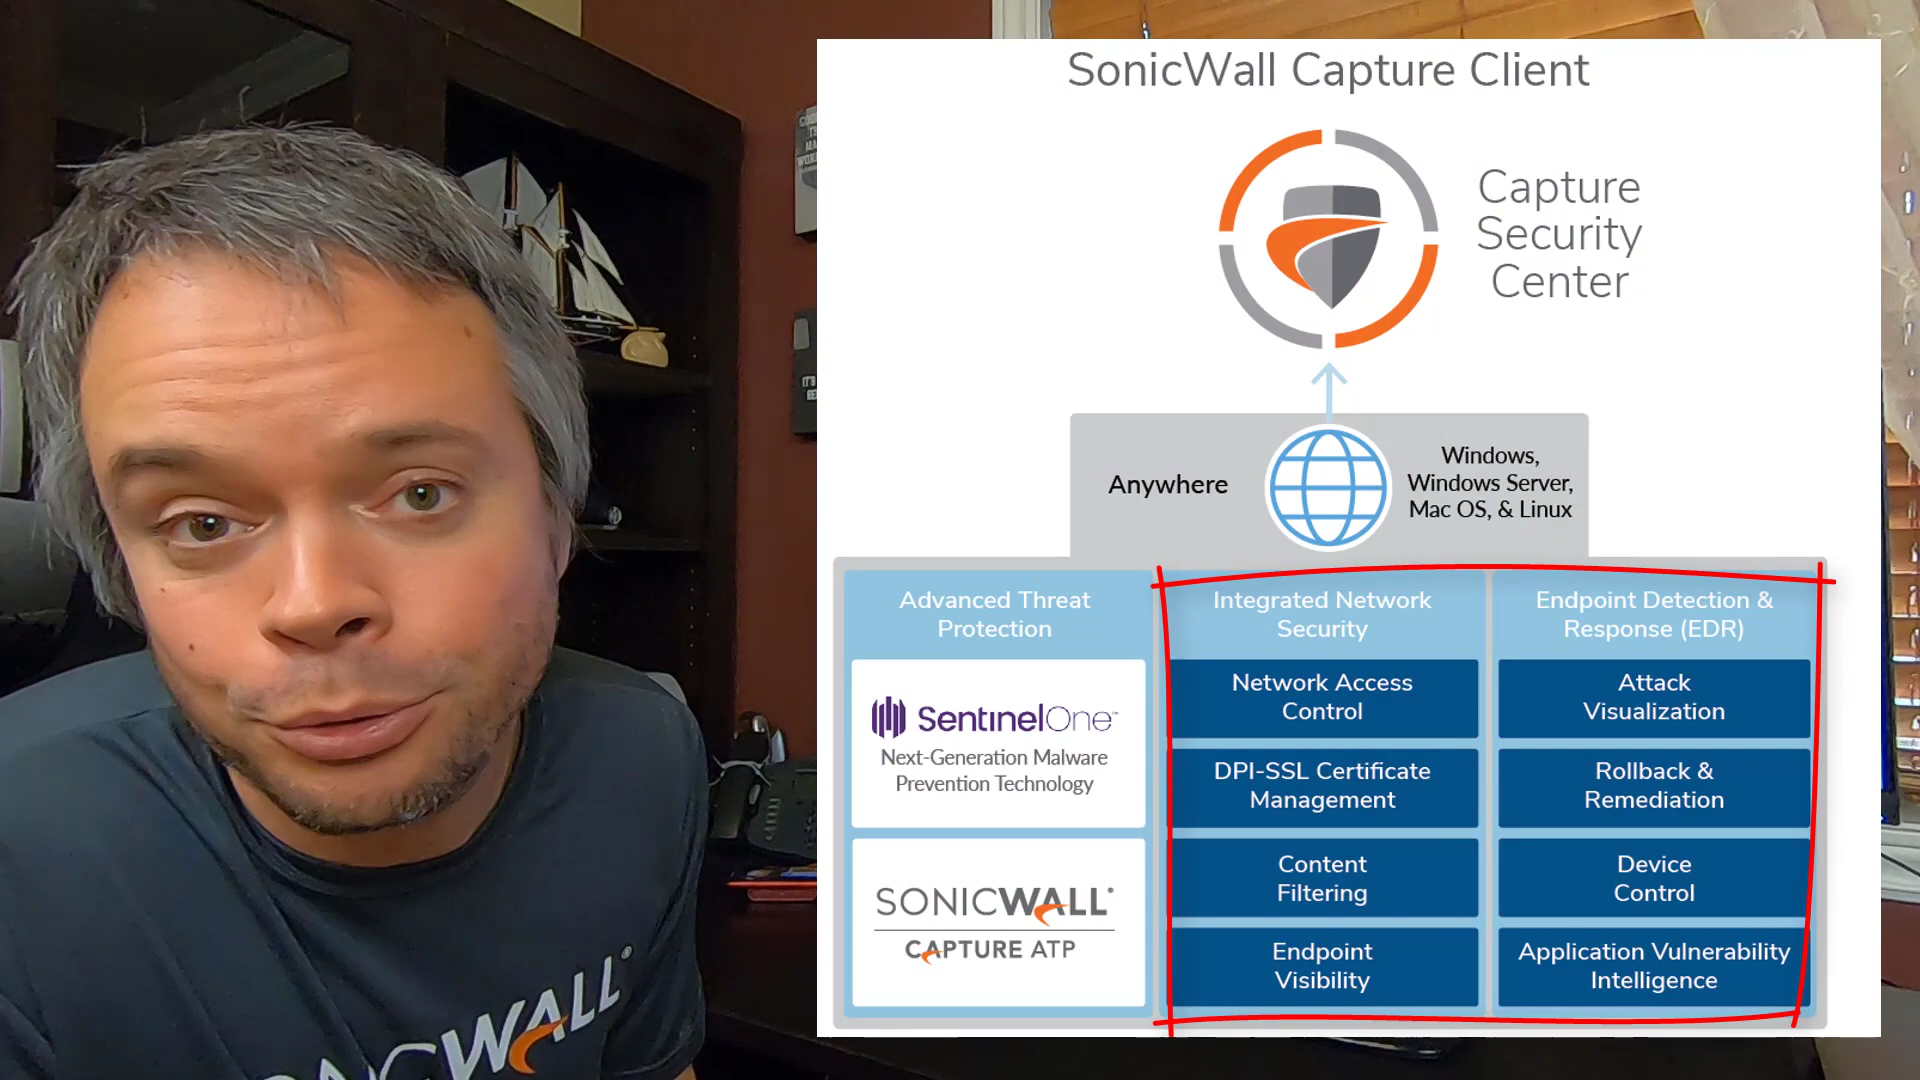 SonicWall Capture Client
Capture
Security
Center
Anywhere
Windows,
Windows Server,
Mac OS, & Linux
Advanced Threat
Protection
SentinelOne™
Next-Generation Malware
Prevention Technology
SONICWALL®
CAPTURE ATP
Integrated Network
Security
Network Access
Control
DPI-SSL Certificate
Management
Content
Filtering
Endpoint
Visibility
Endpoint Detection &
Response (EDR)
Attack
Visualization
Rollback &
Remediation
Device
Control
Application Vulnerability
Intelligence